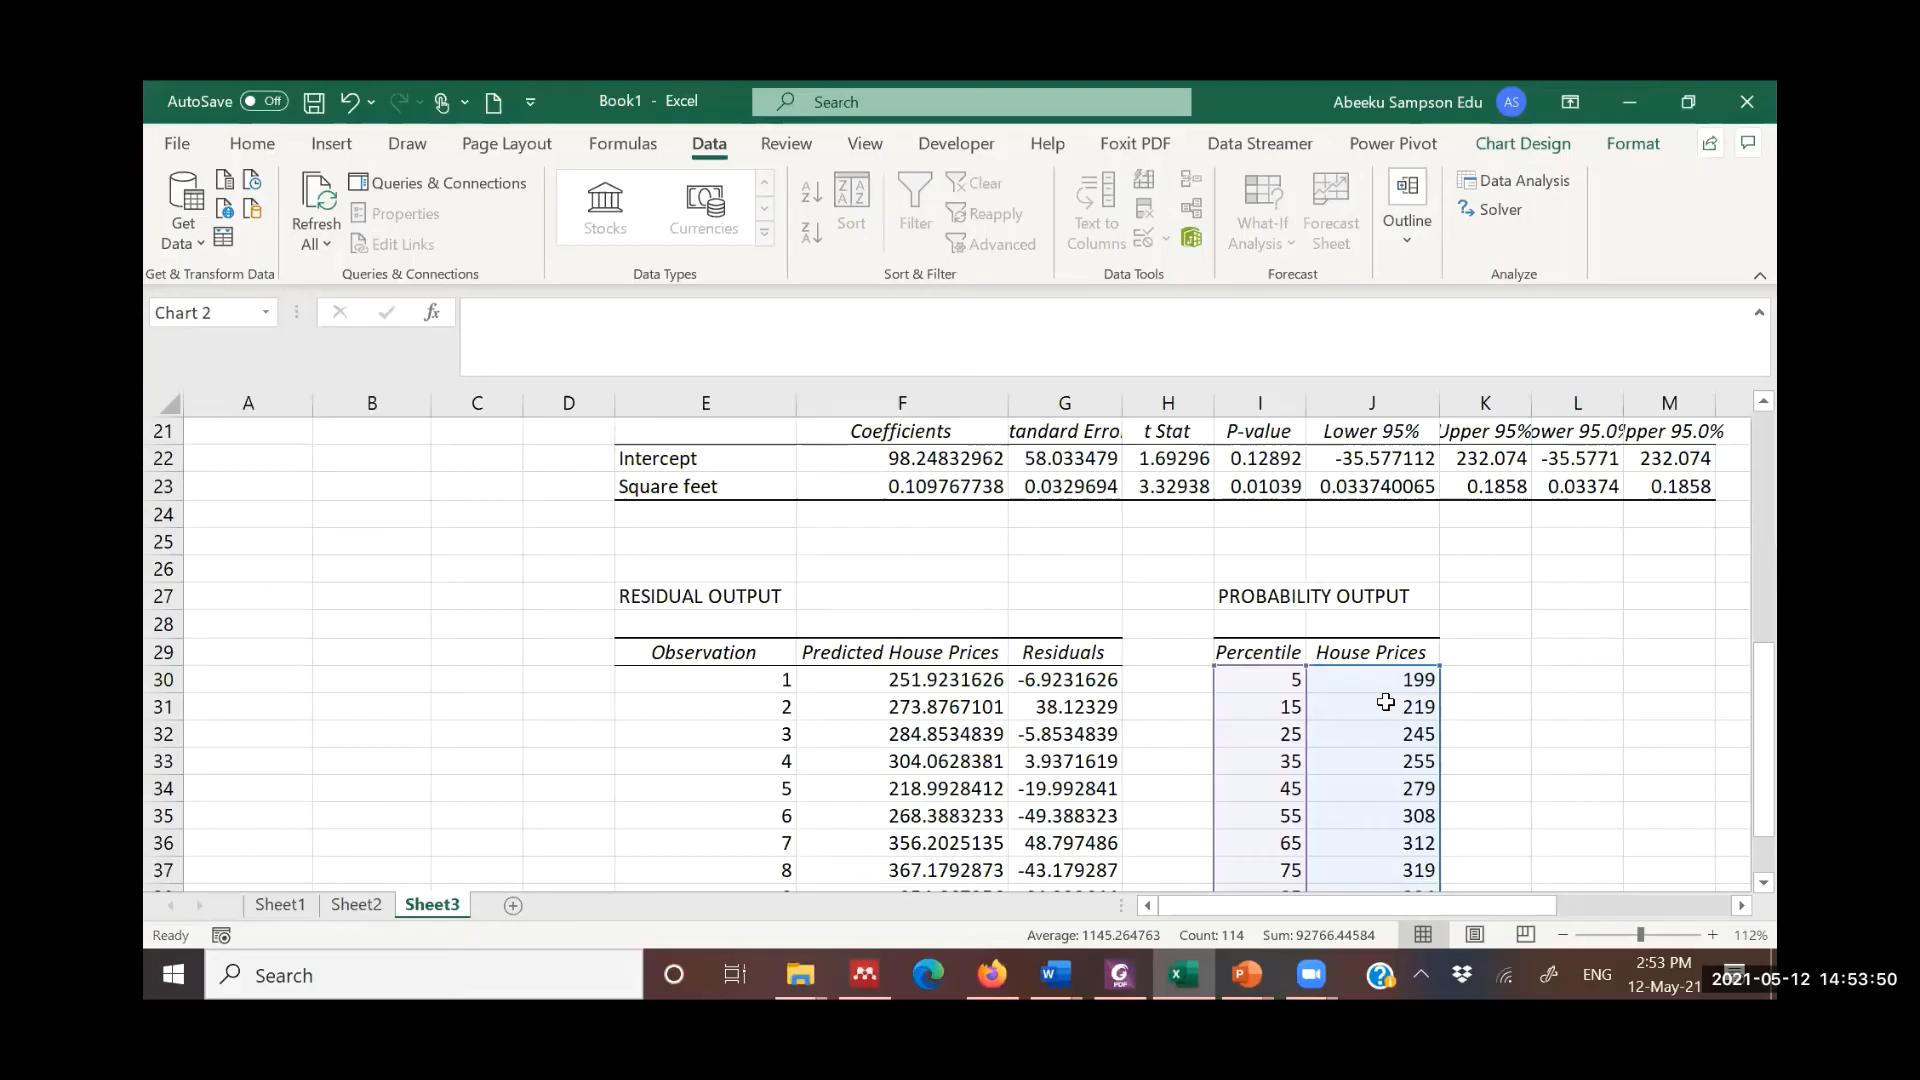 AutoSave Off Book1 - Excel Search Abeeku Sampson Edu AS
File Home Insert Draw Page Layout Formulas Data Review View Developer Help Foxit PDF Data Streamer Power Pivot Chart Design Format
Get Data Refresh All Queries & Connections Properties Edit Links Stocks Currencies Sort Filter Clear Reapply Advanced Text to Columns What-If Analysis Forecast Sheet Outline Data Analysis Solver
Get & Transform Data Queries & Connections Data Types Sort & Filter Data Tools Forecast Analyze
Chart 2 fx
A B C D E F G H I J K L M
21 Coefficients tandard Erro t Stat P-value Lower 95% Upper 95% ower 95.0% pper 95.0%
22 Intercept 98.24832962 58.033479 1.69296 0.12892 -35.577112 232.074 -35.5771 232.074
23 Square feet 0.109767738 0.0329694 3.32938 0.01039 0.033740065 0.1858 0.03374 0.1858
24
25
26
27 RESIDUAL OUTPUT PROBABILITY OUTPUT
28
29 Observation Predicted House Prices Residuals Percentile House Prices
30 1 251.9231626 -6.9231626 5 199
31 2 273.8767101 38.12329 15 219
32 3 284.8534839 -5.8534839 25 245
33 4 304.0628381 3.9371619 35 255
34 5 218.9928412 -19.992841 45 279
35 6 268.3883233 -49.388323 55 308
36 7 356.2025135 48.797486 65 312
37 8 367.1792873 -43.179287 75 319
Sheet1 Sheet2 Sheet3
Ready Average: 1145.264763 Count: 114 Sum: 92766.44584 112%
Search ENG 2:53 PM
12-May-21 2021-05-12 14:53:50